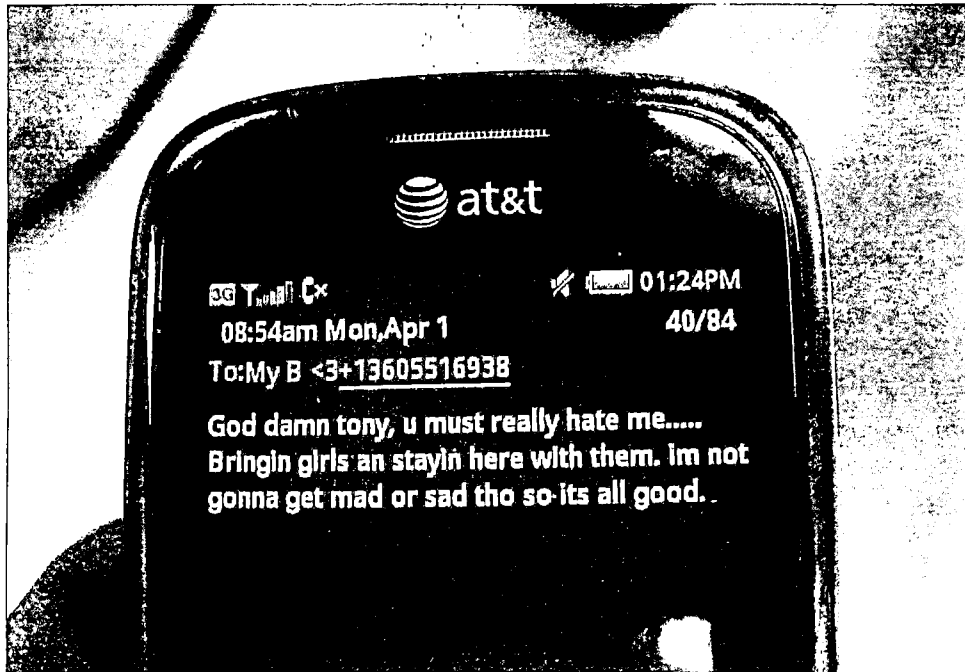 at&t
3G 01:24PM
08:54am Mon,Apr 1 40/84
To:My B <3+13605516938
God damn tony, u must really hate me.....
Bringin girls an stayin here with them. im not
gonna get mad or sad tho so its all good.